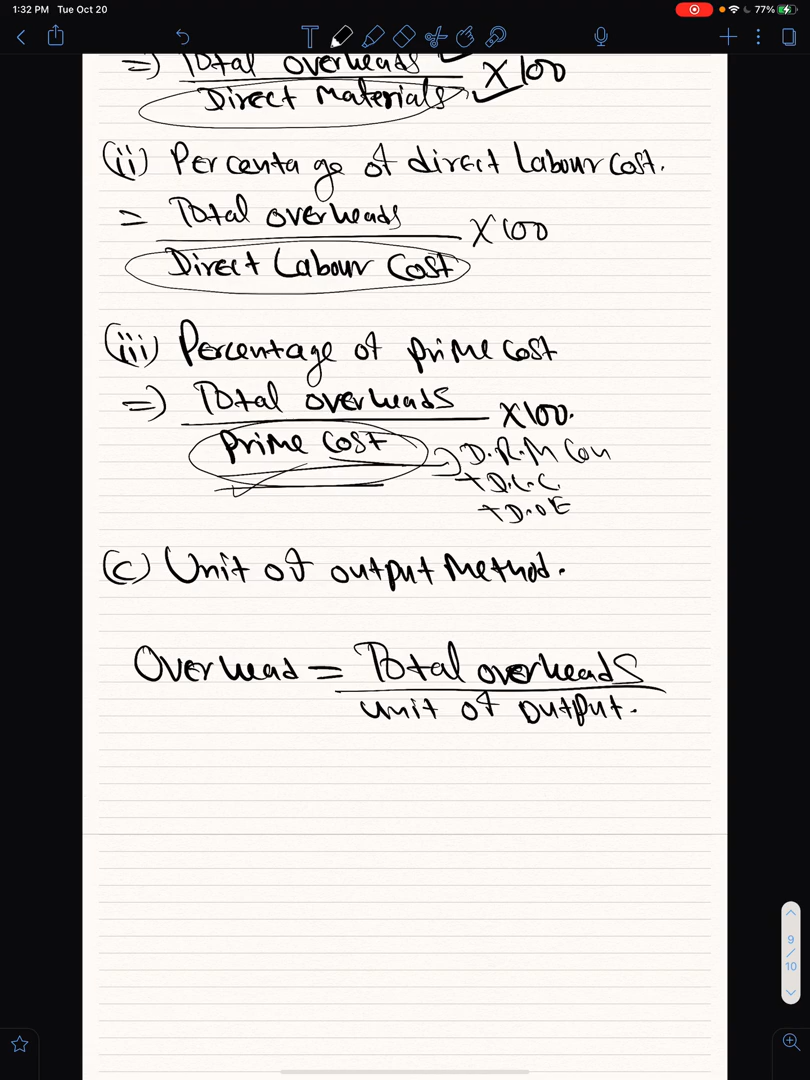 1:32 PM Tue Oct 20
77%
=) Total overheads X 100
Direct Materials
(ii) Percentage of direct Labour Cost.
= Total overheads X 100
Direct Labour Cost
(iii) Percentage of prime Cost
=) Total overheads X100.
prime Cost
D.R.M Con
+ D.L.C.
+ D.O E
(C) Unit of output Method.
Overhead = Total overheads
unit of output.
9
/
10